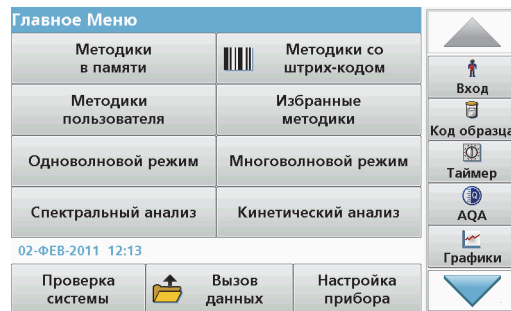 Главное Меню
Методики
в памяти
Методики со
штрих-кодом
Методики
пользователя
Избранные
методики
Одноволновой режим
Многоволновой режим
Спектральный анализ
Кинетический анализ
02-ФЕВ-2011 12:13
Проверка
системы
Вызов
данных
Настройка
прибора
Вход
Код образца
Таймер
AQA
Графики